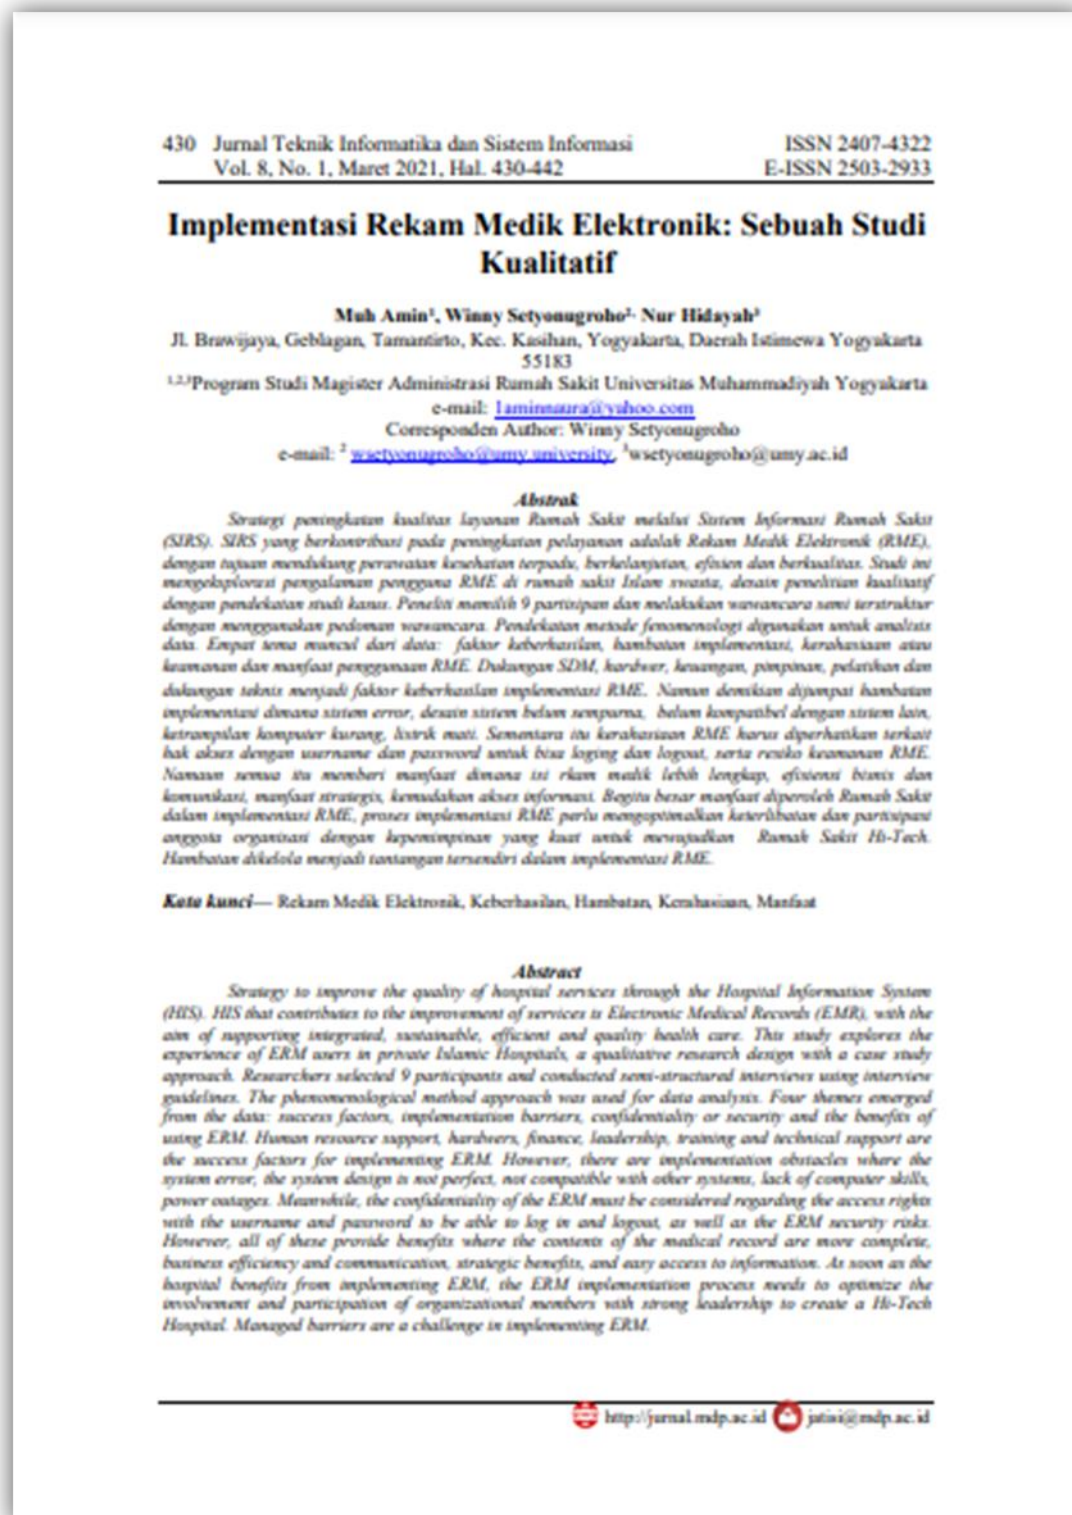 430 Jurnal Teknik Informatika dan Sistem Informasi ISSN 2407-4322
Vol. 8, No. 1, Maret 2021, Hal. 430-442 E-ISSN 2503-2933
Implementasi Rekam Medik Elektronik: Sebuah Studi
Kualitatif
Muh Amin¹, Winny Setyonugroho²· Nur Hidayah³
Jl. Brawijaya, Geblagan, Tamantirto, Kec. Kasihan, Yogyakarta, Daerah Istimewa Yogyakarta
55183
1,2,3Program Studi Magister Administrasi Rumah Sakit Universitas Muhammadiyah Yogyakarta
e-mail: 1aminnaura@yahoo.com
Corresponden Author: Winny Setyonugroho
e-mail: ² wsetyonugroho@umy.university, ³wsetyonugroho@umy.ac.id
Abstrak
Strategi peningkatan kualitas layanan Rumah Sakit melalui Sistem Informasi Rumah Sakit
(SIRS). SIRS yang berkontribusi pada peningkatan pelayanan adalah Rekam Medik Elektronik (RME),
dengan tujuan mendukung perawatan kesehatan terpadu, berkelanjutan, efisien dan berkualitas. Studi ini
mengeksplorasi pengalaman pengguna RME di rumah sakit Islam swasta, desain penelitian kualitatif
dengan pendekatan studi kasus. Peneliti memilih 9 partisipan dan melakukan wawancara semi terstruktur
dengan menggunakan pedoman wawancara. Pendekatan metode fenomenologi digunakan untuk analisis
data. Empat tema muncul dari data: faktor keberhasilan, hambatan implementasi, kerahasiaan atau
keamanan dan manfaat penggunaan RME. Dukungan SDM, hardwer, keuangan, pimpinan, pelatihan dan
dukungan teknis menjadi faktor keberhasilan implementasi RME. Namun demikian dijumpai hambatan
implementasi dimana sistem error, desain sistem belum sempurna, belum kompatibel dengan sistem lain,
ketrampilan komputer kurang, listrik mati. Sementara itu kerahasiaan RME harus diperhatikan terkait
hak akses dengan username dan password untuk bisa loging dan logout, serta resiko keamanan RME.
Namaun semua itu memberi manfaat dimana isi rkam medik lebih lengkap, efisiensi bisnis dan
komunikasi, manfaat strategis, kemudahan akses informasi. Begitu besar manfaat diperoleh Rumah Sakit
dalam implementasi RME, proses implementasi RME perlu mengoptimalkan keterlibatan dan partisipasi
anggota organisasi dengan kepemimpinan yang kuat untuk mewujudkan Rumah Sakit Hi-Tech.
Hambatan dikelola menjadi tantangan tersendiri dalam implementasi RME.
Kata kunci— Rekam Medik Elektronik, Keberhasilan, Hambatan, Kerahasiaan, Manfaat
Abstract
Strategy to improve the quality of hospital services through the Hospital Information System
(HIS). HIS that contributes to the improvement of services is Electronic Medical Records (EMR), with the
aim of supporting integrated, sustainable, efficient and quality health care. This study explores the
experience of ERM users in private Islamic Hospitals, a qualitative research design with a case study
approach. Researchers selected 9 participants and conducted semi-structured interviews using interview
guidelines. The phenomenological method approach was used for data analysis. Four themes emerged
from the data: success factors, implementation barriers, confidentiality or security and the benefits of
using ERM. Human resource support, hardwers, finance, leadership, training and technical support are
the success factors for implementing ERM. However, there are implementation obstacles where the
system error, the system design is not perfect, not compatible with other systems, lack of computer skills,
power outages. Meanwhile, the confidentiality of the ERM must be considered regarding the access rights
with the username and password to be able to log in and logout, as well as the ERM security risks.
However, all of these provide benefits where the contents of the medical record are more complete,
business efficiency and communication, strategic benefits, and easy access to information. As soon as the
hospital benefits from implementing ERM, the ERM implementation process needs to optimize the
involvement and participation of organizational members with strong leadership to create a Hi-Tech
Hospital. Managed barriers are a challenge in implementing ERM.
http://jurnal.mdp.ac.id jatisi@mdp.ac.id